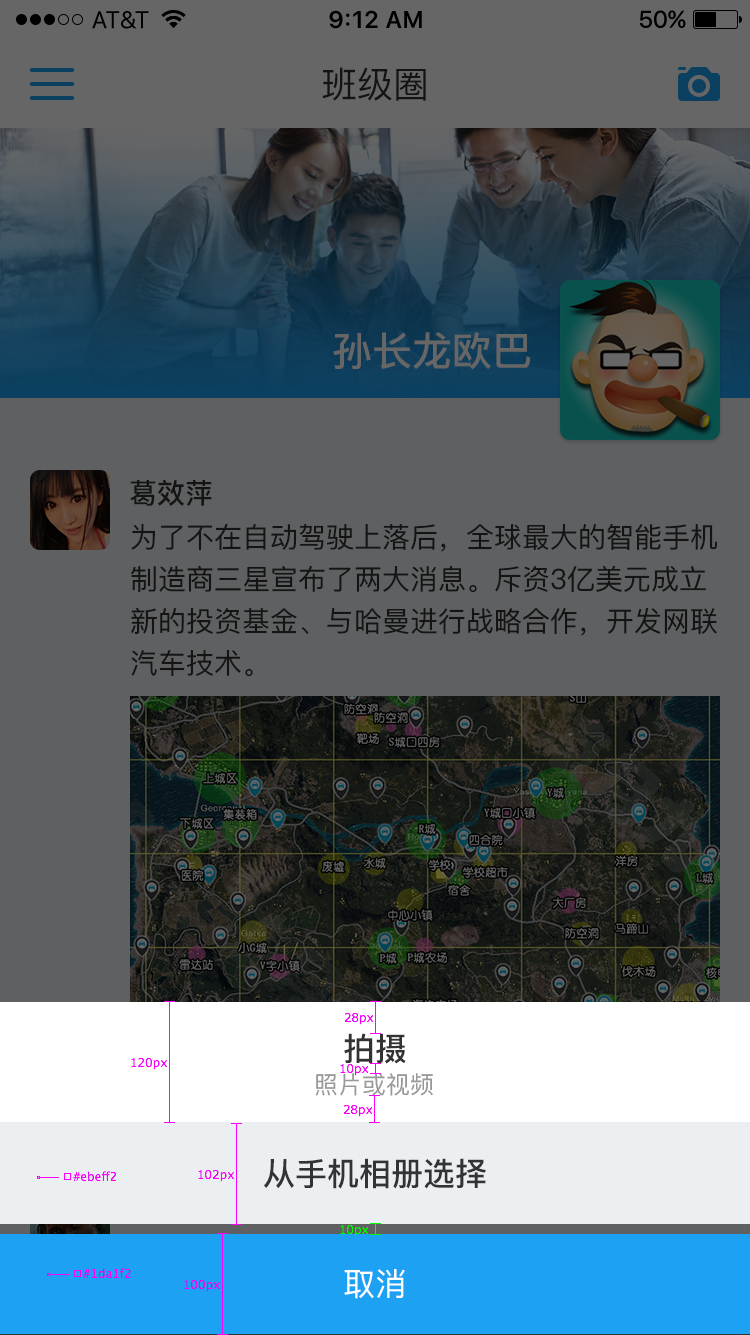 AT&T
9:12 AM
50%
班级圈
孙长龙欧巴
葛效萍
为了不在自动驾驶上落后，全球最大的智能手机
制造商三星宣布了两大消息。斥资3亿美元成立
新的投资基金、与哈曼进行战略合作，开发网联
汽车技术。
S山
防空洞
防空洞
靶场
S城口四房
上城区
Y城
集装箱
下城区
Y城口小镇
R城
四合院
医院
废墟
水城
学校
学校超市
宿舍
洋房
L城
大厂房
中心小镇
马蹄山
防空洞
Gatka
小G城
雷达站
V字小镇
P城
P城农场
伐木场
28px
拍摄
120px
10px
照片或视频
28px
#ebeff2
102px
从手机相册选择
10px
#1da1f2
100px
取消